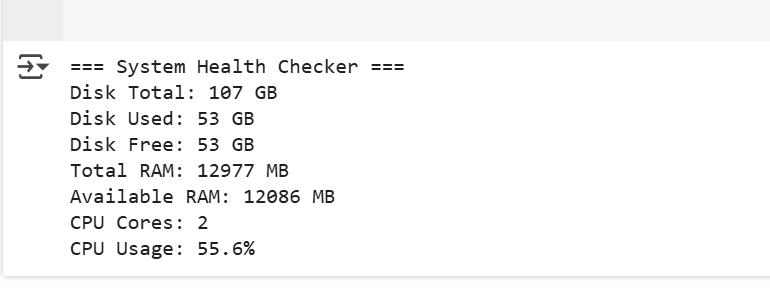 === System Health Checker ===
Disk Total: 107 GB
Disk Used: 53 GB
Disk Free: 53 GB
Total RAM: 12977 MB
Available RAM: 12086 MB
CPU Cores: 2
CPU Usage: 55.6%